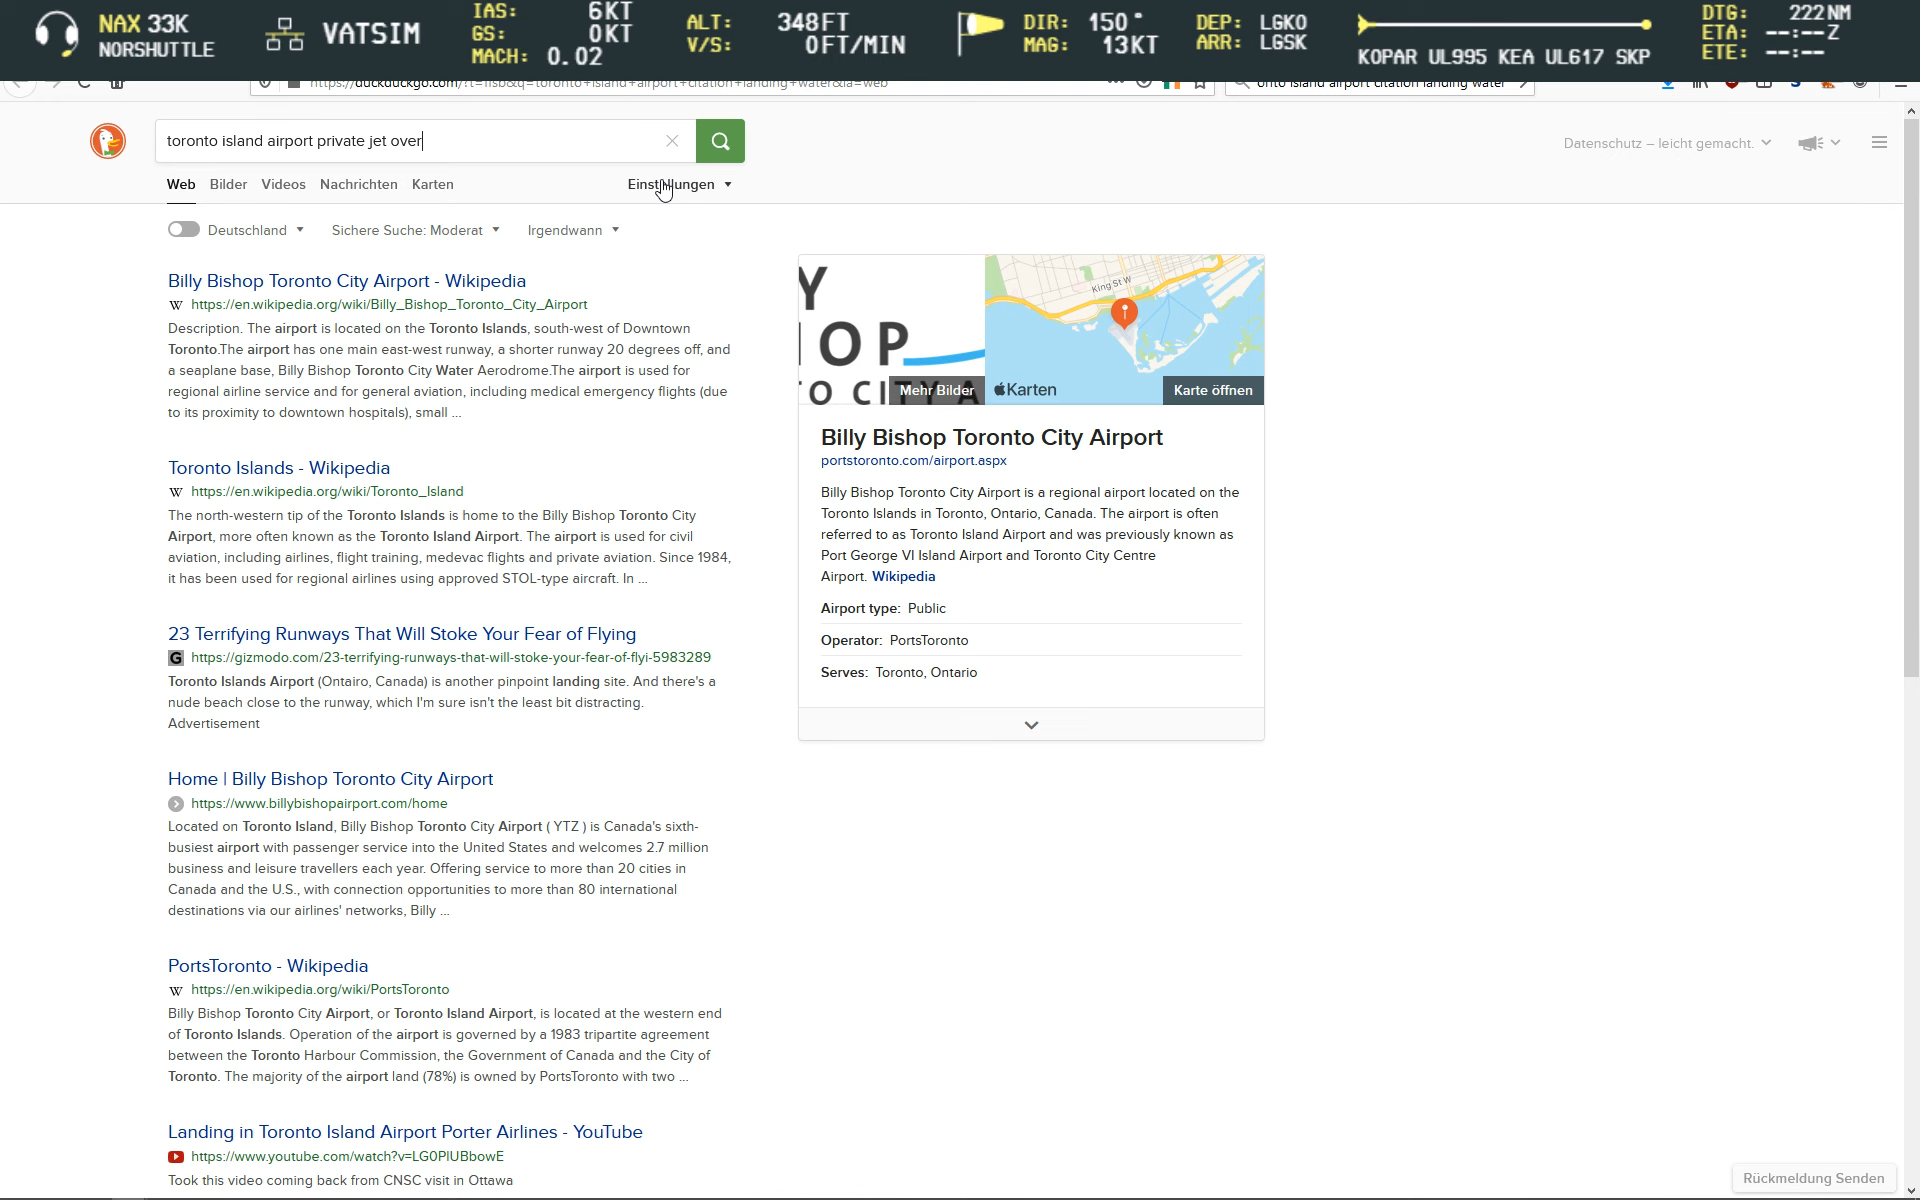 NAX 33K
NORSHUTTLE
VATSIM
IAS: 6KT
GS: 0KT
MACH: 0.02
ALT: 348FT
V/S: 0FT/MIN
DIR: 150°
MAG: 13KT
DEP: LGKO
ARR: LGSK
KOPAR UL995 KEA UL617 SKP
DTG: 222NM
ETA: --:--Z
ETE: --:--
https://duckduckgo.com/?t=ffsb&q=toronto+island+airport+citation+landing+water&ia=web
onto island airport citation landing water
toronto island airport private jet over
Datenschutz – leicht gemacht.
Web Bilder Videos Nachrichten Karten
Einstellungen
Deutschland
Sichere Suche: Moderat
Irgendwann
Billy Bishop Toronto City Airport - Wikipedia
W https://en.wikipedia.org/wiki/Billy_Bishop_Toronto_City_Airport
Description. The airport is located on the Toronto Islands, south-west of Downtown
Toronto.The airport has one main east-west runway, a shorter runway 20 degrees off, and
a seaplane base, Billy Bishop Toronto City Water Aerodrome.The airport is used for
regional airline service and for general aviation, including medical emergency flights (due
to its proximity to downtown hospitals), small ...
Toronto Islands - Wikipedia
W https://en.wikipedia.org/wiki/Toronto_Island
The north-western tip of the Toronto Islands is home to the Billy Bishop Toronto City
Airport, more often known as the Toronto Island Airport. The airport is used for civil
aviation, including airlines, flight training, medevac flights and private aviation. Since 1984,
it has been used for regional airlines using approved STOL-type aircraft. In ...
23 Terrifying Runways That Will Stoke Your Fear of Flying
G https://gizmodo.com/23-terrifying-runways-that-will-stoke-your-fear-of-flyi-5983289
Toronto Islands Airport (Ontairo, Canada) is another pinpoint landing site. And there's a
nude beach close to the runway, which I'm sure isn't the least bit distracting.
Advertisement
Home | Billy Bishop Toronto City Airport
https://www.billybishopairport.com/home
Located on Toronto Island, Billy Bishop Toronto City Airport ( YTZ ) is Canada's sixth-
busiest airport with passenger service into the United States and welcomes 2.7 million
business and leisure travellers each year. Offering service to more than 20 cities in
Canada and the U.S., with connection opportunities to more than 80 international
destinations via our airlines' networks, Billy ...
PortsToronto - Wikipedia
W https://en.wikipedia.org/wiki/PortsToronto
Billy Bishop Toronto City Airport, or Toronto Island Airport, is located at the western end
of Toronto Islands. Operation of the airport is governed by a 1983 tripartite agreement
between the Toronto Harbour Commission, the Government of Canada and the City of
Toronto. The majority of the airport land (78%) is owned by PortsToronto with two ...
Landing in Toronto Island Airport Porter Airlines - YouTube
https://www.youtube.com/watch?v=LG0PIUBbowE
Took this video coming back from CNSC visit in Ottawa
Y
HOP
TO CITY A
Mehr Bilder
King St W
Karten
Karte öffnen
Billy Bishop Toronto City Airport
portstoronto.com/airport.aspx
Billy Bishop Toronto City Airport is a regional airport located on the
Toronto Islands in Toronto, Ontario, Canada. The airport is often
referred to as Toronto Island Airport and was previously known as
Port George VI Island Airport and Toronto City Centre
Airport. Wikipedia
Airport type: Public
Operator: PortsToronto
Serves: Toronto, Ontario
Rückmeldung Senden